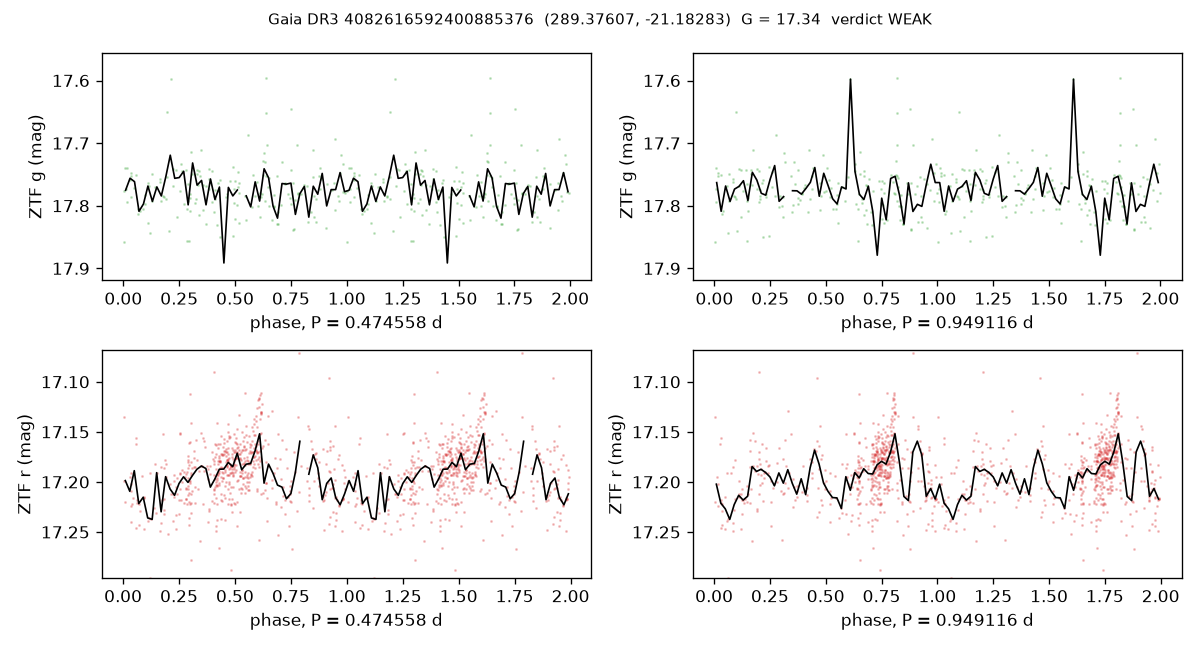 Gaia DR3 4082616592400885376 (289.37607, -21.18283) G = 17.34 verdict WEAK
ZTF g (mag)
17.6
17.7
17.8
17.9
0.00 0.25 0.50 0.75 1.00 1.25 1.50 1.75 2.00
phase, P = 0.474558 d
ZTF g (mag)
17.6
17.7
17.8
17.9
0.00 0.25 0.50 0.75 1.00 1.25 1.50 1.75 2.00
phase, P = 0.949116 d
ZTF r (mag)
17.10
17.15
17.20
17.25
0.00 0.25 0.50 0.75 1.00 1.25 1.50 1.75 2.00
phase, P = 0.474558 d
ZTF r (mag)
17.10
17.15
17.20
17.25
0.00 0.25 0.50 0.75 1.00 1.25 1.50 1.75 2.00
phase, P = 0.949116 d